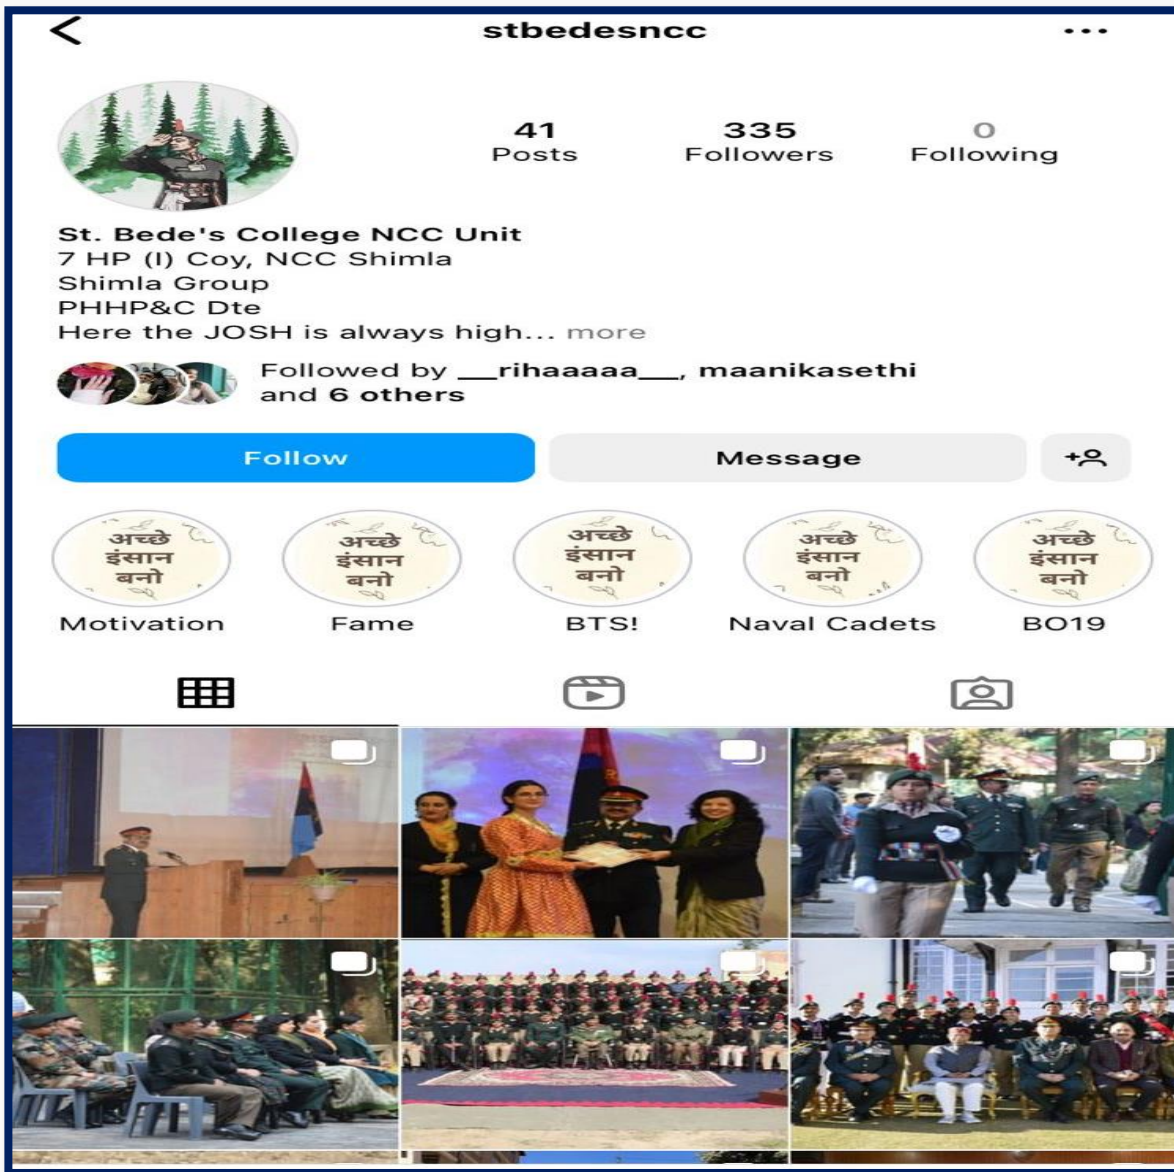 stbedesncc
41 335 0
Posts Followers Following
St. Bede's College NCC Unit
7 HP (I) Coy, NCC Shimla
Shimla Group
PHHP&C Dte
Here the JOSH is always high... more
Followed by __rihaaaaa__, maanikasethi
and 6 others
Follow Message
अच्छे
इंसान
बनो
अच्छे
इंसान
बनो
अच्छे
इंसान
बनो
अच्छे
इंसान
बनो
अच्छे
इंसान
बनो
Motivation Fame BTS! Naval Cadets BO19